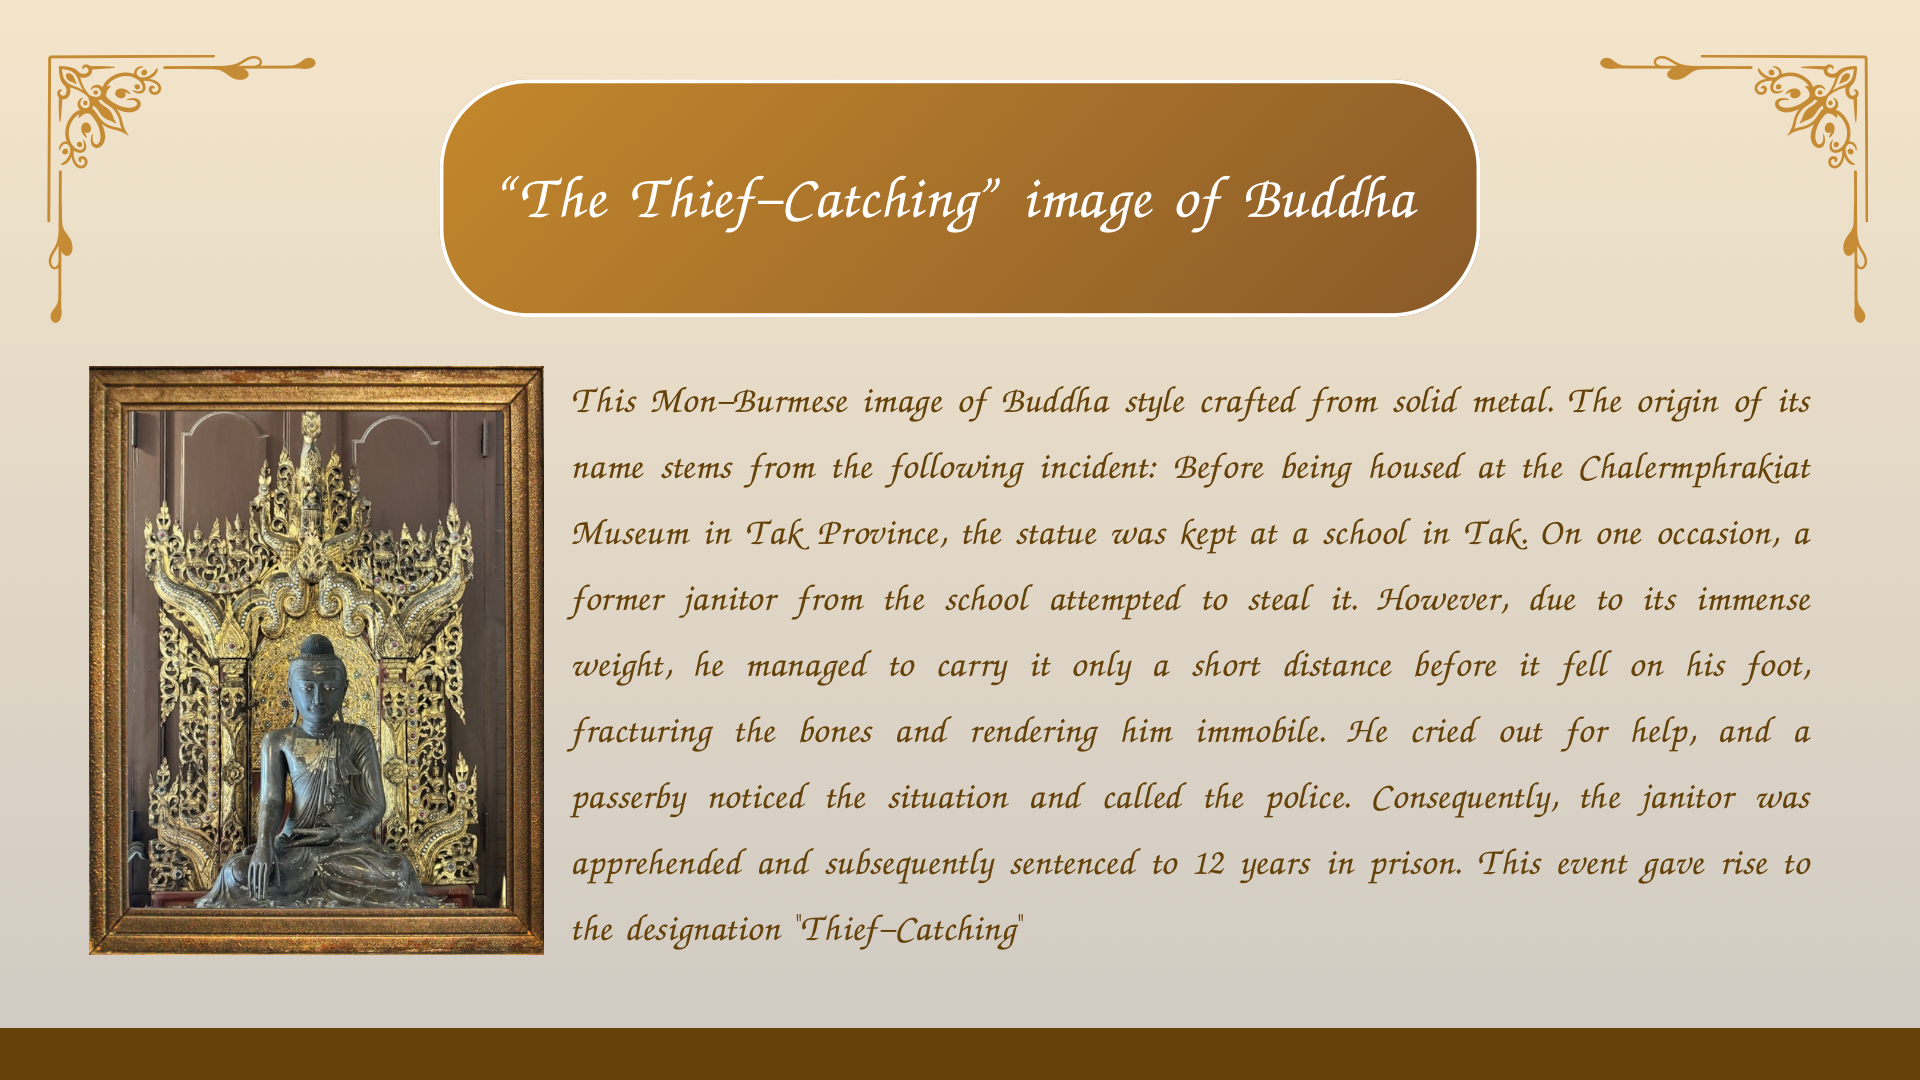 “The Thief-Catching” image of Buddha
This Mon-Burmese image of Buddha style crafted from solid metal. The origin of its
name stems from the following incident: Before being housed at the Chalermphrakiat
Museum in Tak Province, the statue was kept at a school in Tak. On one occasion, a
former janitor from the school attempted to steal it. However, due to its immense
weight, he managed to carry it only a short distance before it fell on his foot,
fracturing the bones and rendering him immobile. He cried out for help, and a
passerby noticed the situation and called the police. Consequently, the janitor was
apprehended and subsequently sentenced to 12 years in prison. This event gave rise to
the designation "Thief-Catching"